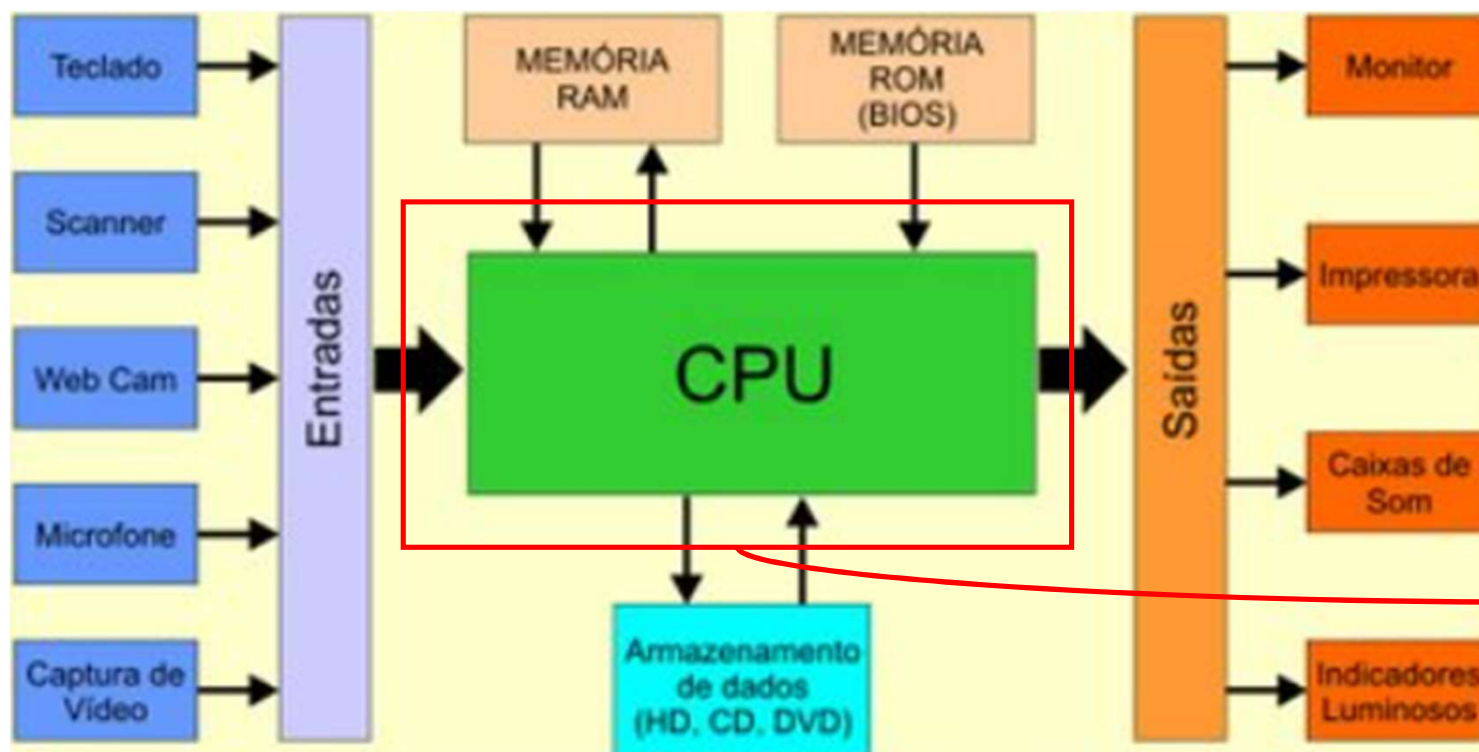 Teclado
Scanner
Web Cam
Microfone
Captura de
Vídeo
Entradas
MEMÓRIA
RAM
MEMÓRIA
ROM
(BIOS)
CPU
Armazenamento
de dados
(HD, CD, DVD)
Saídas
Monitor
Impressora
Caixas de
Som
Indicadores
Luminosos